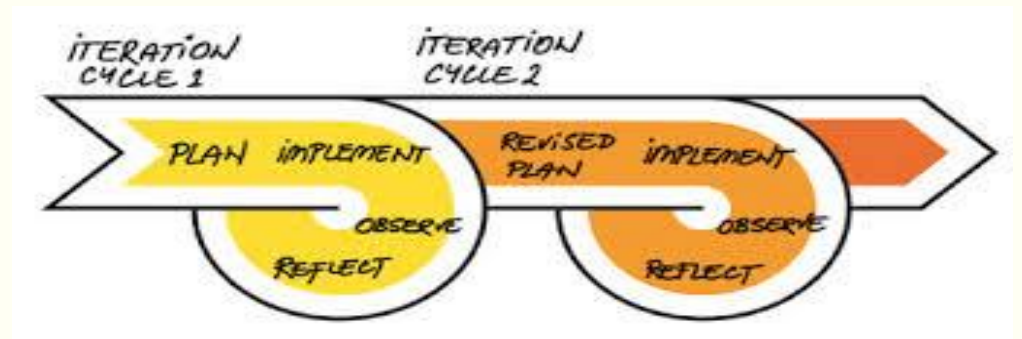 ITERATION
CYCLE 1
ITERATION
CYCLE 2
PLAN IMPLEMENT
OBSERVE
REFLECT
REVISED
PLAN
IMPLEMENT
OBSERVE
REFLECT